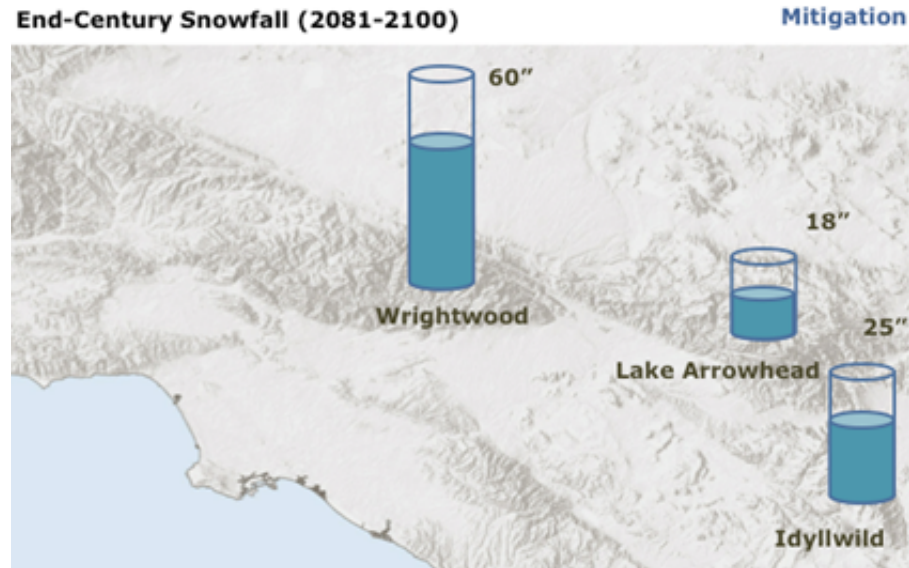 End-Century Snowfall (2081-2100)
Mitigation
60”
Wrightwood
18”
Lake Arrowhead
25”
Idyllwild